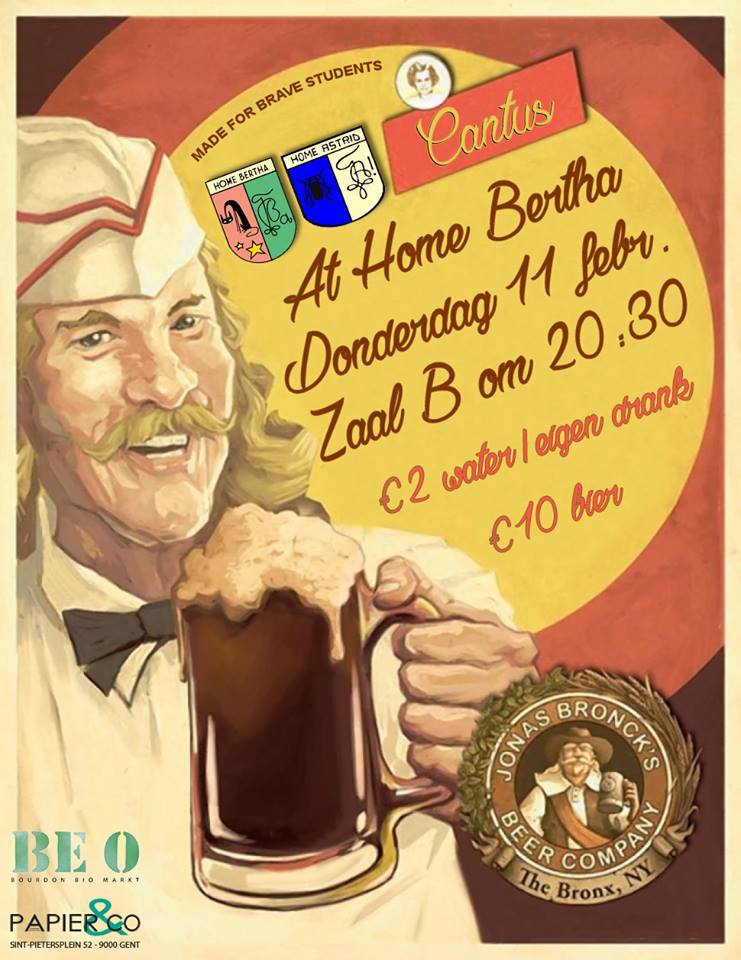 MADE FOR BRAVE STUDENTS
Cantus
HOME BERTHA
HOME ASTRID
At Home Bertha
Donderdag 11 febr.
Zaal B om 20:30
€2 water | eigen drank
€10 bier
JONAS BRONCK'S
BEER COMPANY
The Bronx, NY
BE O
BOURDON BIO MARKT
PAPIER & CO
SINT-PIETERSPLEIN 52 - 9000 GENT